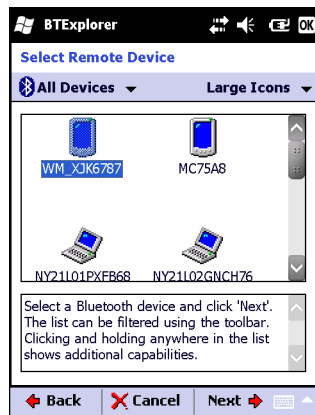 BTExplorer OK
Select Remote Device
All Devices Large Icons
WM_XJK6787 MC75A8
NY21L01PXFB68 NY21L02GNCH76
Select a Bluetooth device and click 'Next'.
The list can be filtered using the toolbar.
Clicking and holding anywhere in the list
shows additional capabilities.
Back Cancel Next